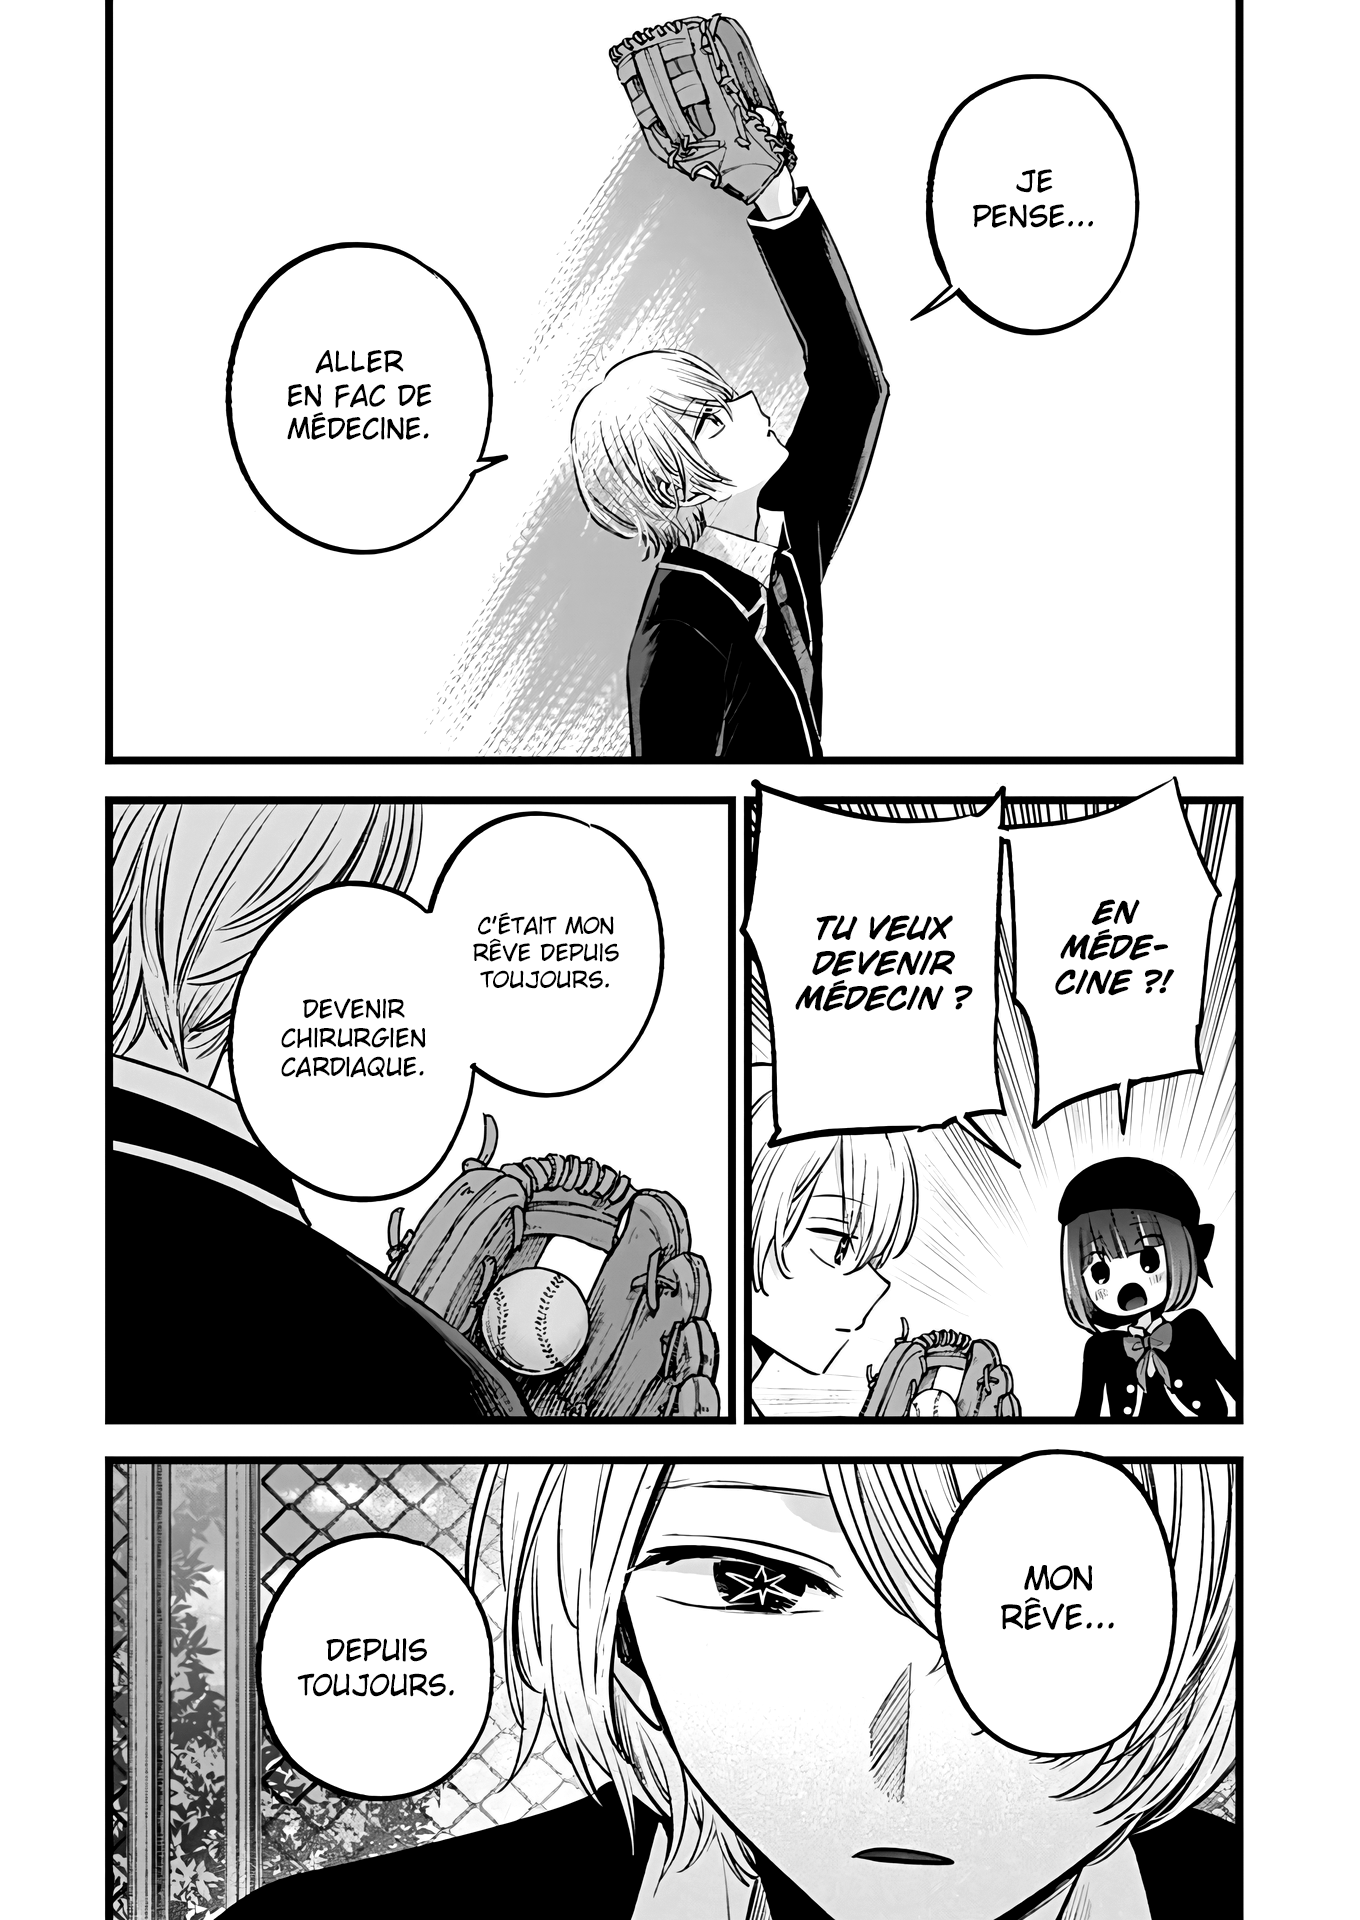 JE
PENSE...
ALLER
EN FAC DE
MÉDECINE.
EN
MÉDE-
CINE ?!
TU VEUX
DEVENIR
MÉDECIN ?
C'ÉTAIT MON
RÊVE DEPUIS
TOUJOURS.
DEVENIR
CHIRURGIEN
CARDIAQUE.
MON
RÊVE...
DEPUIS
TOUJOURS.